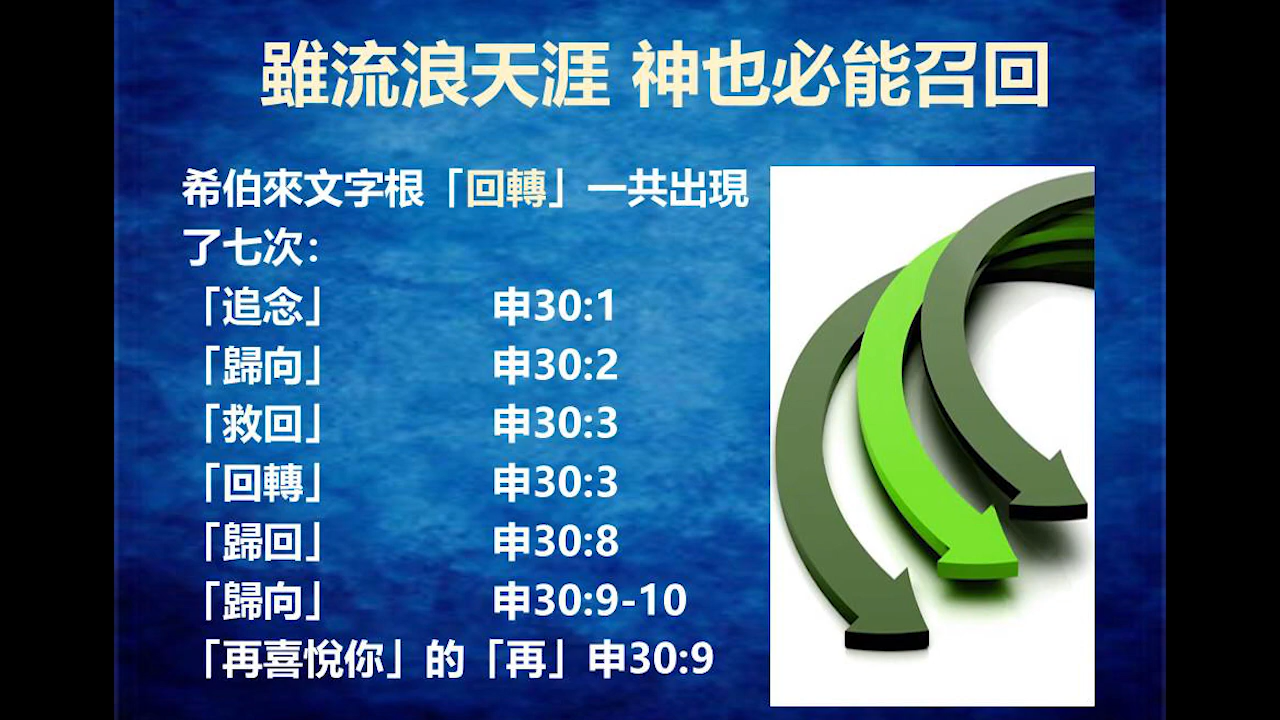 雖流浪天涯 神也必能召回
希伯來文字根「回轉」一共出現
了七次：
「追念」 申30:1
「歸向」 申30:2
「救回」 申30:3
「回轉」 申30:3
「歸回」 申30:8
「歸向」 申30:9-10
「再喜悅你」的「再」申30:9